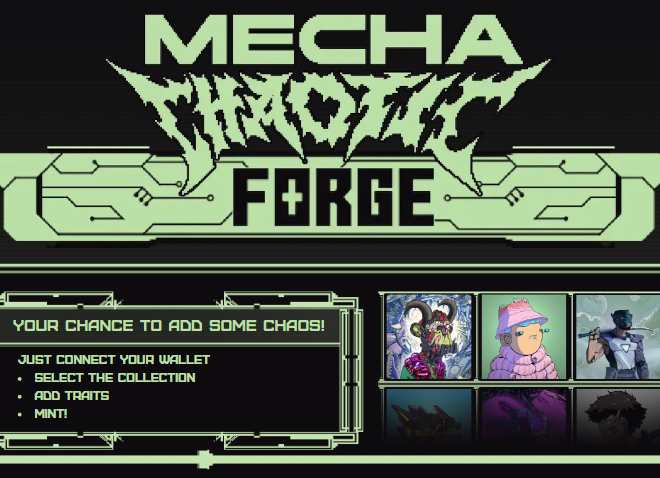 MECHA
CHAOTIC
FORGE
YOUR CHANCE TO ADD SOME CHAOS!
JUST CONNECT YOUR WALLET
• SELECT THE COLLECTION
• ADD TRAITS
• MINT!